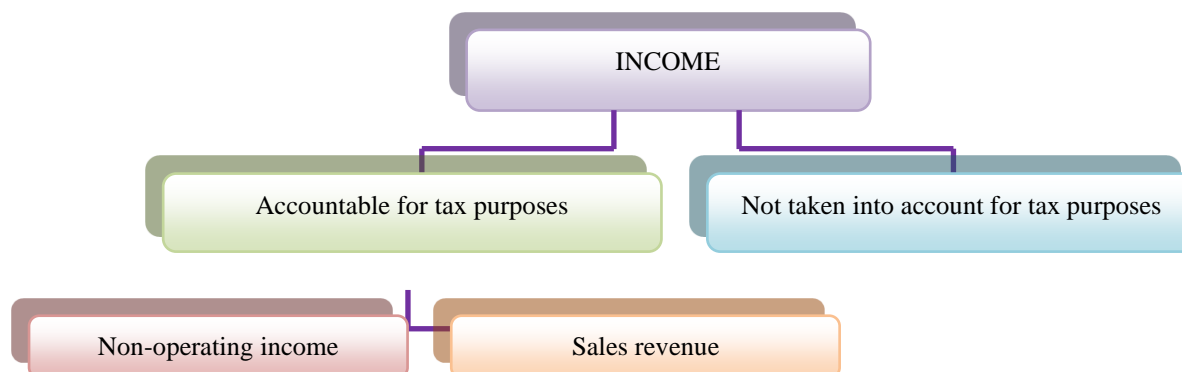 INCOME
Accountable for tax purposes
Not taken into account for tax purposes
Non-operating income
Sales revenue